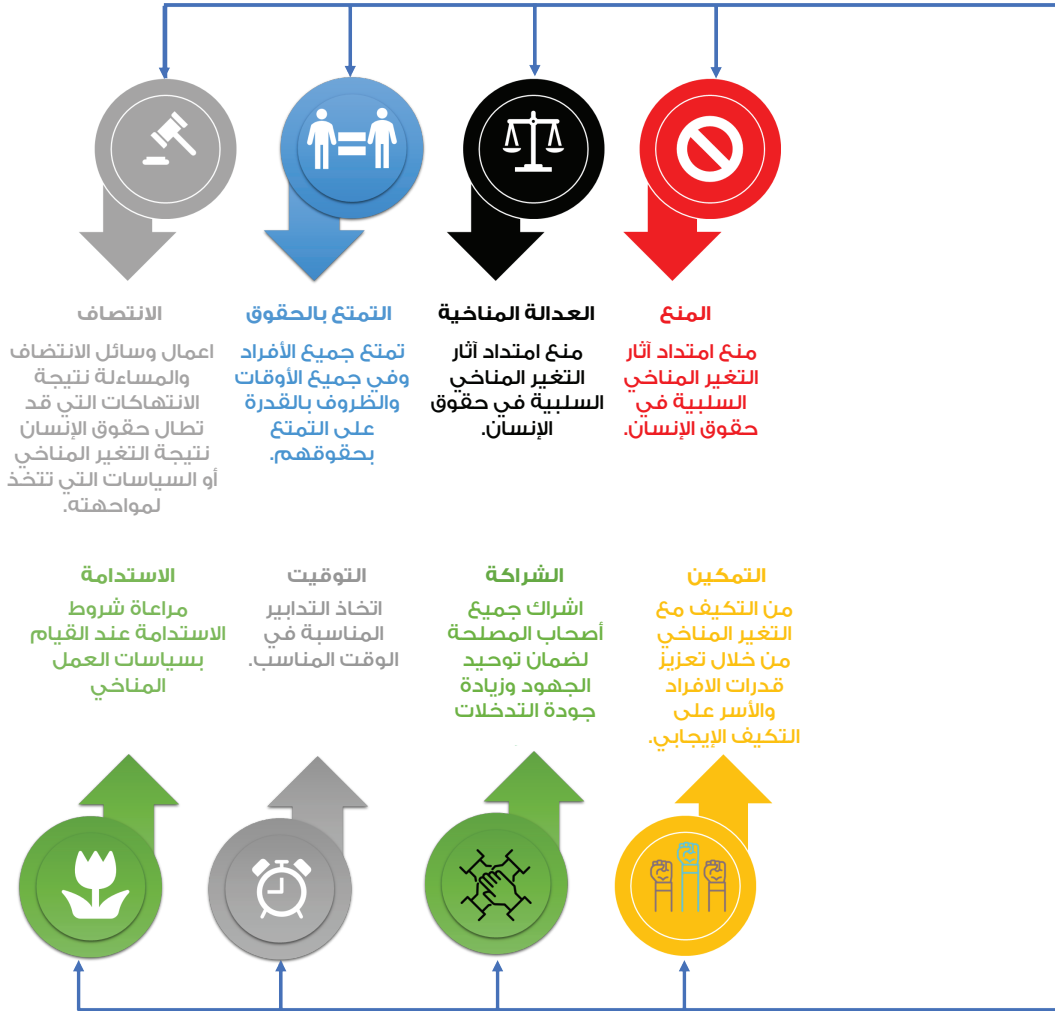 المنع
منع امتداد آثار
التغير المناخي
السلبية في
حقوق الإنسان.
العدالة المناخية
منع امتداد آثار
التغير المناخي
السلبية في حقوق
الإنسان.
التمتع بالحقوق
تمتع جميع الأفراد
وفي جميع الأوقات
والظروف بالقدرة
على التمتع
بحقوقهم.
الانتصاف
اعمال وسائل الانتضاف
والمساءلة نتيجة
الانتهاكات التي قد
تطال حقوق الإنسان
نتيجة التغير المناخي
أو السياسات التي تتخذ
لمواحهته.
التمكين
من التكيف مع
التغير المناخي
من خلال تعزيز
قدرات الافراد
والأسر على
التكيف الإيجابي.
الشراكة
اشراك جميع
أصحاب المصلحة
لضمان توحيد
الجهود وزيادة
جودة التدخلات
.
التوقيت
اتخاذ التدابير
المناسبة في
الوقت المناسب.
الاستدامة
مراعاة شروط
الاستدامة عند القيام
بسياسات العمل
المناخي